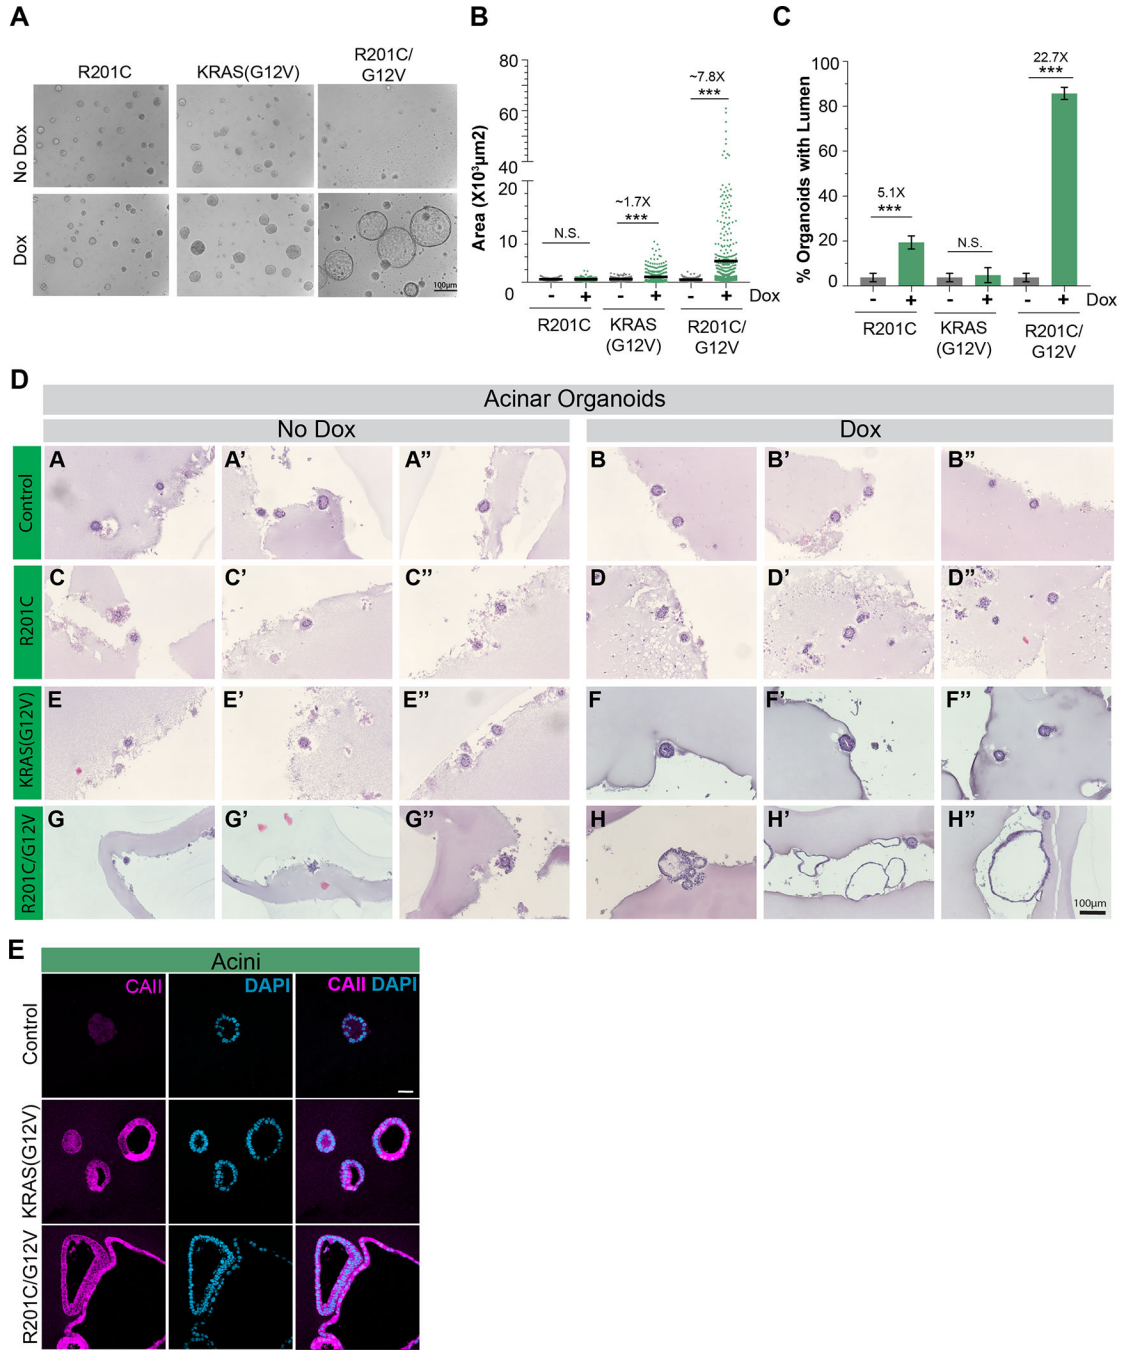 A
R201C
KRAS(G12V)
R201C/
G12V
No Dox
Dox
100µm
B
Area (X10³µm2)
80
60
40
20
10
0
N.S.
~1.7X
***
~7.8X
***
-
+
-
+
-
+
Dox
R201C
KRAS
(G12V)
R201C/
G12V
C
% Organoids with Lumen
100
80
60
40
20
0
5.1X
***
N.S.
22.7X
***
-
+
-
+
-
+
Dox
R201C
KRAS
(G12V)
R201C/
G12V
D
Acinar Organoids
No Dox
Dox
Control
A
A’
A”
B
B’
B”
R201C
C
C’
C”
D
D’
D”
KRAS(G12V)
E
E’
E”
F
F’
F”
R201C/G12V
G
G’
G”
H
H’
H”
100µm
E
Acini
CAII
DAPI
CAII DAPI
Control
KRAS(G12V)
R201C/G12V